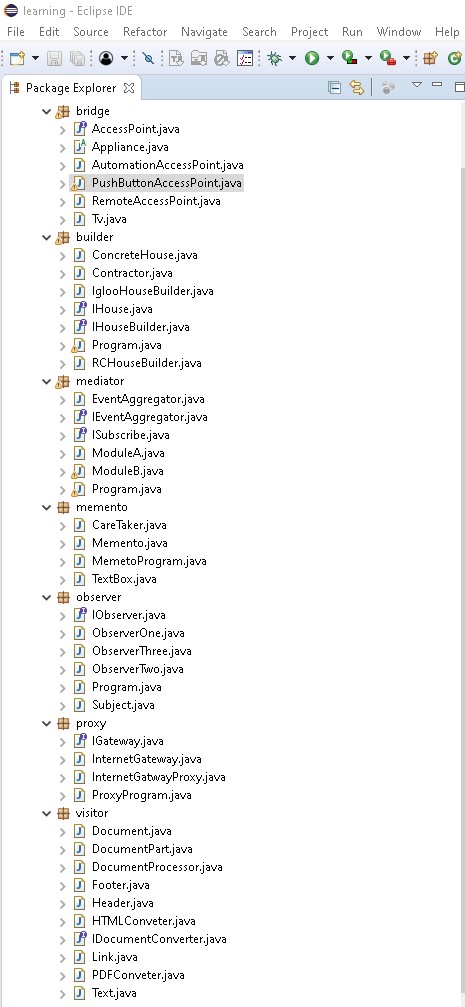 learning - Eclipse IDE
File Edit Source Refactor Navigate Search Project Run Window Help
Package Explorer
bridge
AccessPoint.java
Appliance.java
AutomationAccessPoint.java
PushButtonAccessPoint.java
RemoteAccessPoint.java
Tv.java
builder
ConcreteHouse.java
Contractor.java
IglooHouseBuilder.java
IHouse.java
IHouseBuilder.java
Program.java
RCHouseBuilder.java
mediator
EventAggregator.java
IEventAggregator.java
ISubscribe.java
ModuleA.java
ModuleB.java
Program.java
memento
CareTaker.java
Memento.java
MemetoProgram.java
TextBox.java
observer
IObserver.java
ObserverOne.java
ObserverThree.java
ObserverTwo.java
Program.java
Subject.java
proxy
IGateway.java
InternetGateway.java
InternetGatwayProxy.java
ProxyProgram.java
visitor
Document.java
DocumentPart.java
DocumentProcessor.java
Footer.java
Header.java
HTMLConveter.java
IDocumentConverter.java
Link.java
PDFConveter.java
Text.java